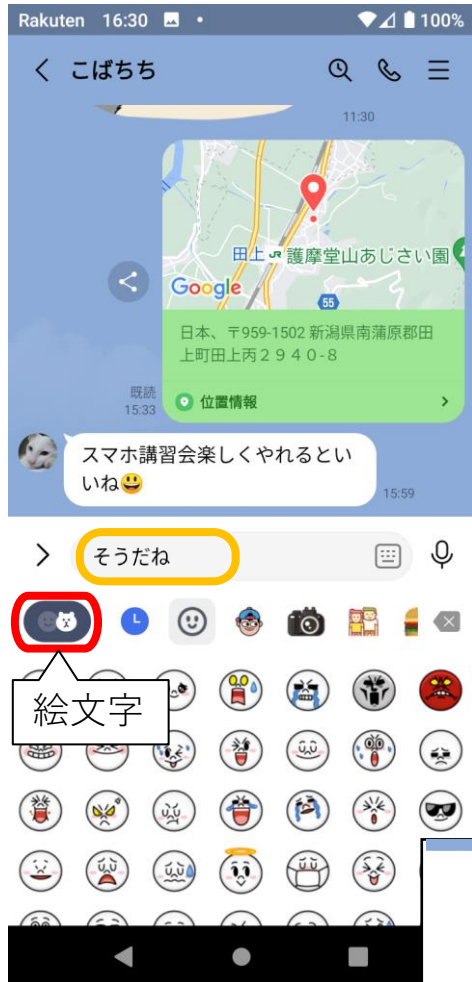 Rakuten 16:30 100%
こばちち
11:30
田上 JR 護摩堂山あじさい園
Google
55
日本、〒959-1502 新潟県南蒲原郡田
上町田上丙２９４０-８
既読
15:33
位置情報
スマホ講習会楽しくやれるとい
いね😃
15:59
そうだね
絵文字